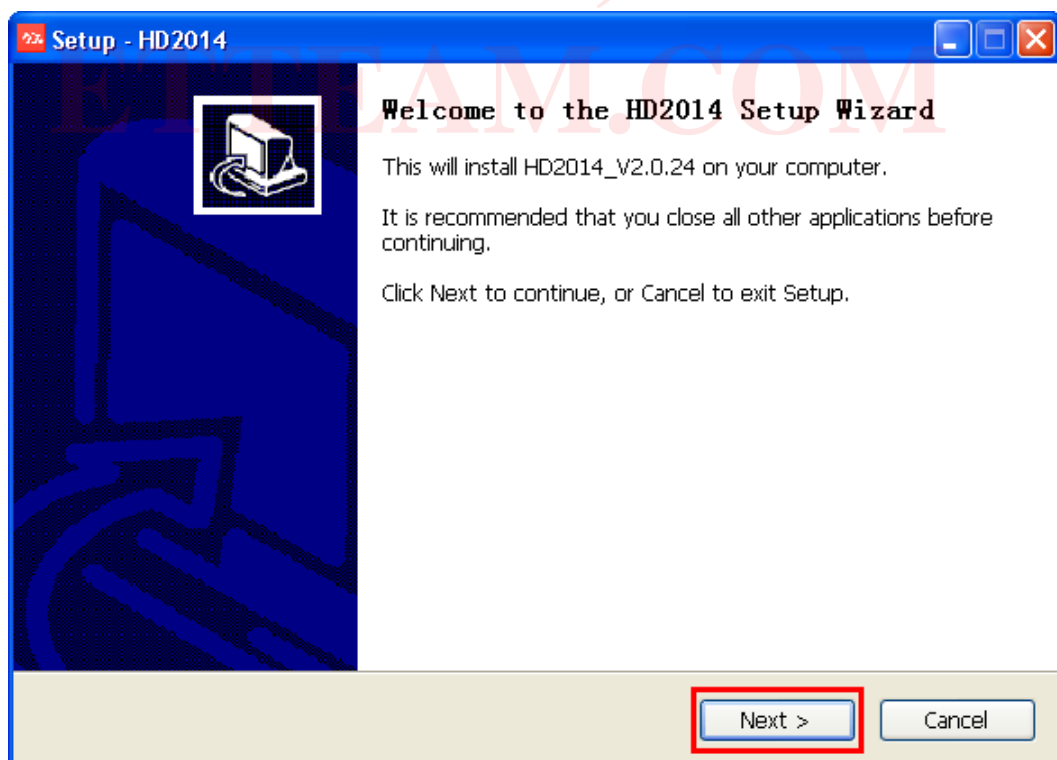 Setup - HD2014
ETTEAM.COM
Welcome to the HD2014 Setup Wizard
This will install HD2014_V2.0.24 on your computer.
It is recommended that you close all other applications before
continuing.
Click Next to continue, or Cancel to exit Setup.
Next >
Cancel